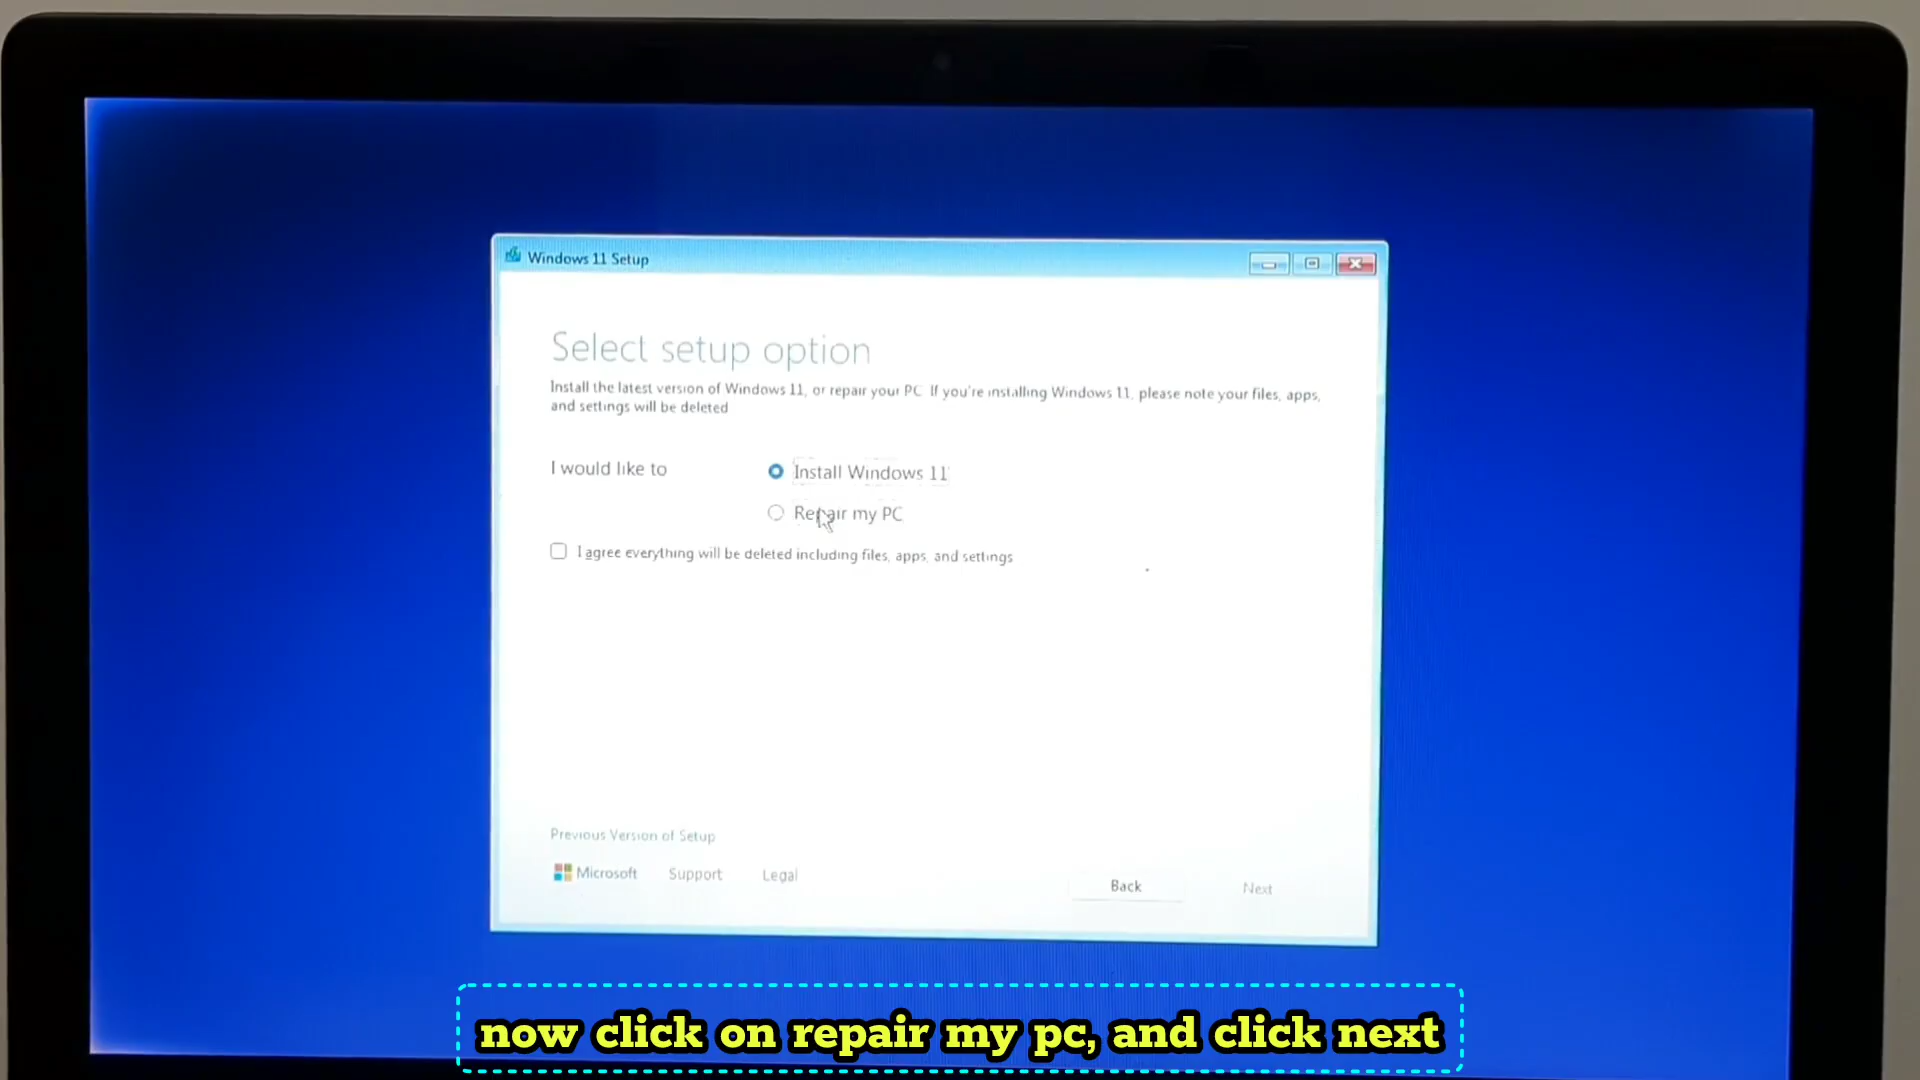 Windows 11 Setup
Select setup option
Install the latest version of Windows 11, or repair your PC. If you're installing Windows 11, please note your files, apps,
and settings will be deleted
I would like to
Install Windows 11
Repair my PC
I agree everything will be deleted including files, apps, and settings
Previous Version of Setup
Microsoft Support Legal
Back Next
now click on repair my pc, and click next